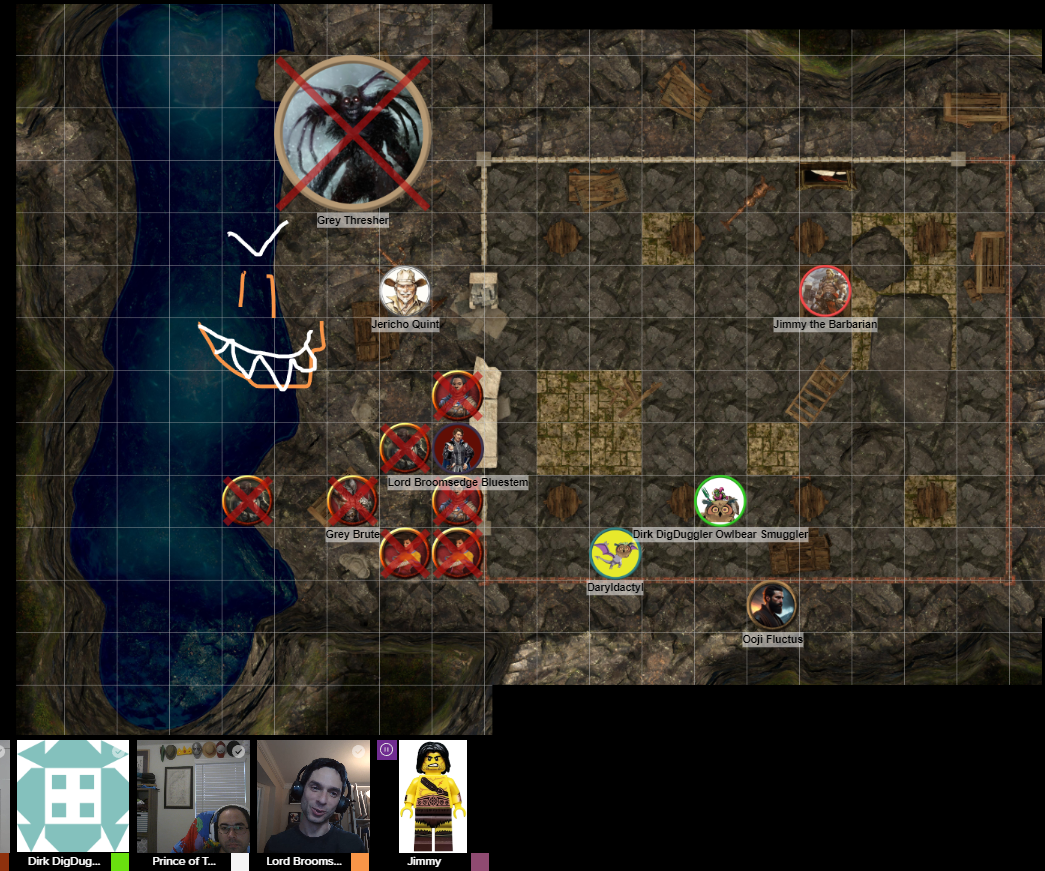 Grey Thresher
Jericho Quint
Jimmy the Barbarian
Lord Broomsedge Bluestem
Grey Brute
Dirk DigDuggler Owlbear Smuggler
Daryldactyl
Ooji Fluctus
Dirk DigDug...
Prince of T...
Lord Brooms...
Jimmy